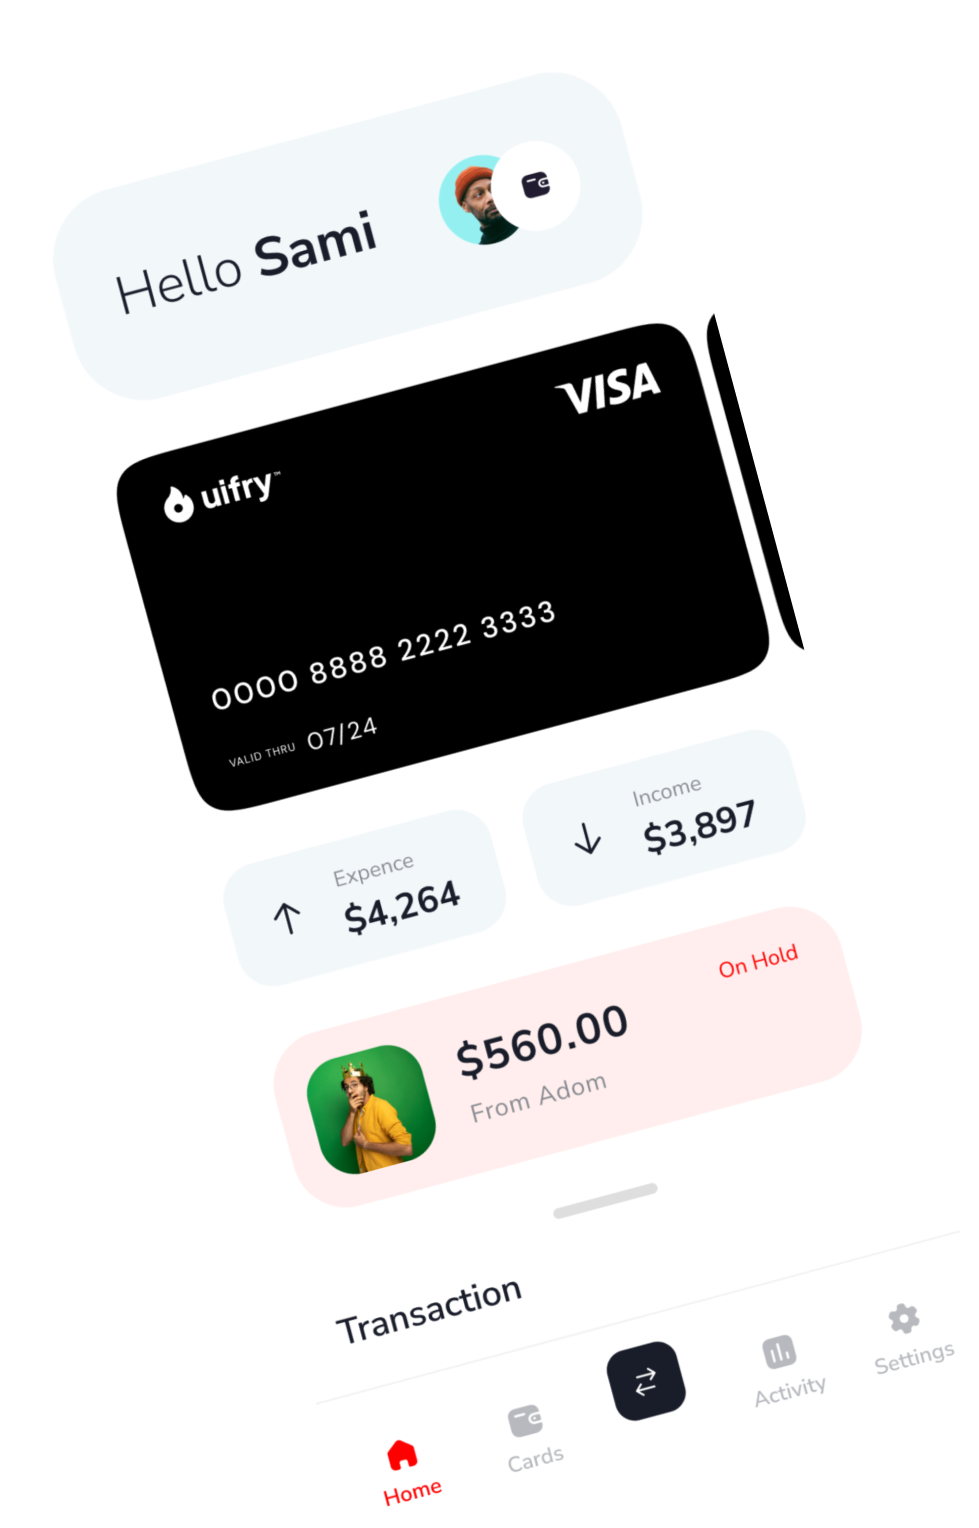 Hello Sami
VISA
uifry™
0000 8888 2222 3333
VALID THRU 07/24
Expence
$4,264
Income
$3,897
On Hold
$560.00
From Adom
Transaction
Home
Cards
Activity
Settings